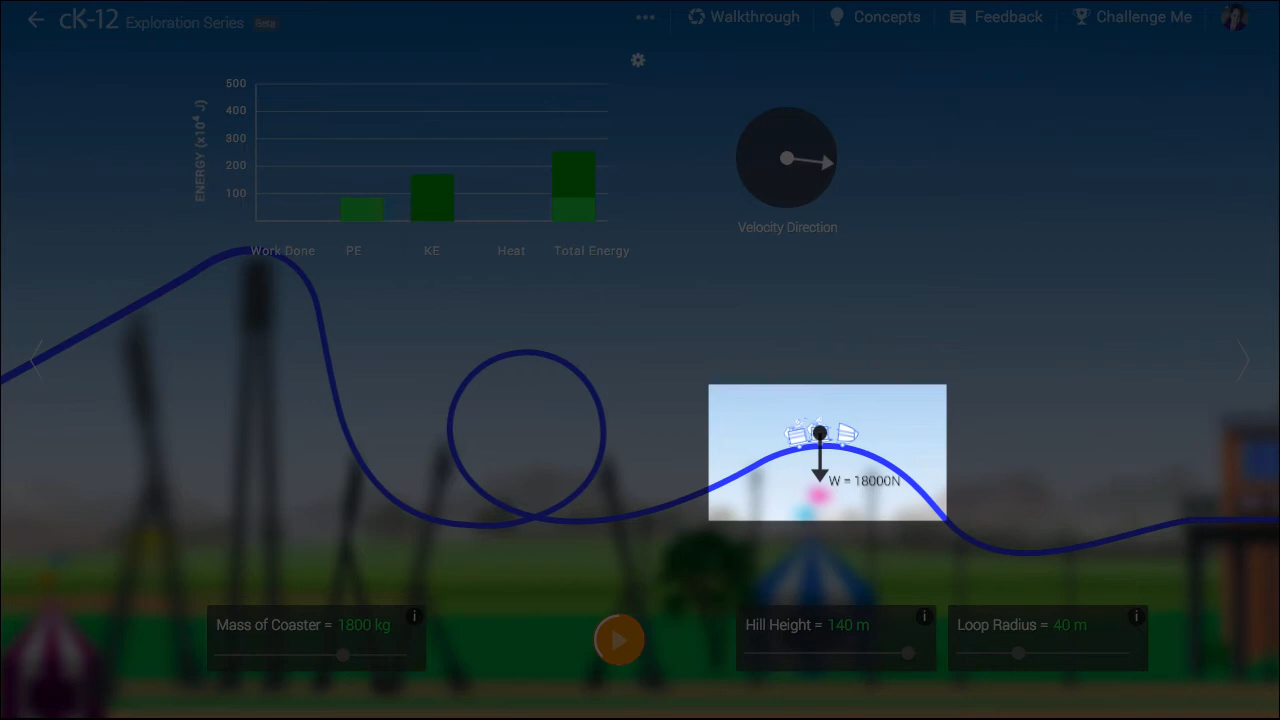 cK-12 Exploration Series Beta
Walkthrough
Concepts
Feedback
Challenge Me
500
400
300
200
100
ENERGY (x10⁴ J)
Work Done
PE
KE
Heat
Total Energy
Velocity Direction
W = 18000N
Mass of Coaster = 1800 kg
i
Hill Height = 140 m
i
Loop Radius = 40 m
i